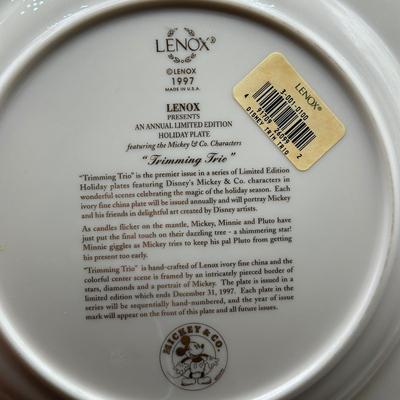 LENOX®
©LENOX
1997
MADE IN U.S.A.
LENOX
PRESENTS
AN ANNUAL LIMITED EDITION
HOLIDAY PLATE
featuring the Mickey & Co. Characters
"Trimming Trio"
"Trimming Trio" is the premier issue in a series of Limited Edition
Holiday plates featuring Disney's Mickey & Co. characters in
wonderful scenes celebrating the magic of the holiday season. Each
ivory fine china plate will be issued annually and will portray Mickey
and his friends in delightful art created by Disney artists.
As candles flicker on the mantle, Mickey, Minnie and Pluto have
just put the final touch on their dazzling tree - a shimmering star!
Minnie giggles as Mickey tries to keep his pal Pluto from getting
his present too early.
"Trimming Trio" is hand-crafted of Lenox ivory fine china and the
colorful center scene is framed by an intricately pierced border of
stars, diamonds and a portrait of Mickey. The plate is issued in a
limited edition which ends December 31, 1997. Each plate in the
series will be sequentially hand-numbered, and the year of issue
mark will appear on the front of this plate and all future issues.
MICKEY & CO.
LENOX®
3-001-0100
DISNEY TRIM TRIO